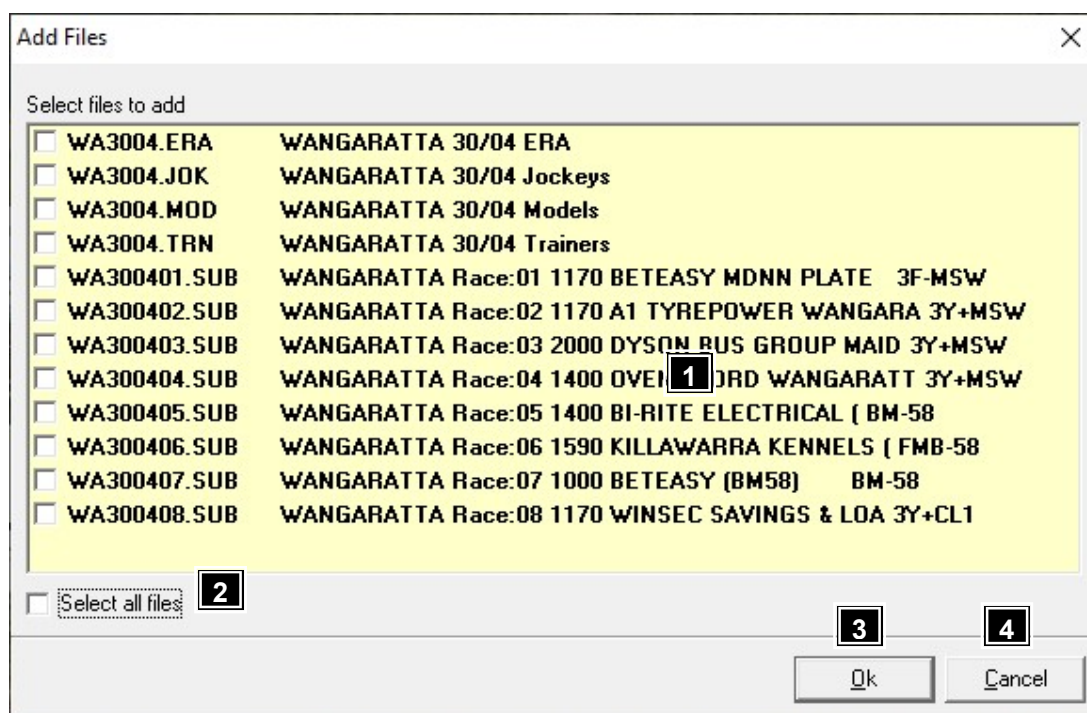 Add Files
Select files to add
WA3004.ERA WANGARATTA 30/04 ERA
WA3004.JOK WANGARATTA 30/04 Jockeys
WA3004.MOD WANGARATTA 30/04 Models
WA3004.TRN WANGARATTA 30/04 Trainers
WA300401.SUB WANGARATTA Race:01 1170 BETEASY MDNN PLATE 3F-MSW
WA300402.SUB WANGARATTA Race:02 1170 A1 TYREPOWER WANGARA 3Y+MSW
WA300403.SUB WANGARATTA Race:03 2000 DYSON BUS GROUP MAID 3Y+MSW
WA300404.SUB WANGARATTA Race:04 1400 1 WANGARATT 3Y+MSW
WA300405.SUB WANGARATTA Race:05 1400 BI-RITE ELECTRICAL ( BM-58
WA300406.SUB WANGARATTA Race:06 1590 KILLAWARRA KENNELS ( FMB-58
WA300407.SUB WANGARATTA Race:07 1000 BETEASY (BM58) BM-58
WA300408.SUB WANGARATTA Race:08 1170 WINSEC SAVINGS & LOA 3Y+CL1
Select all files 2
3 4
Ok Cancel